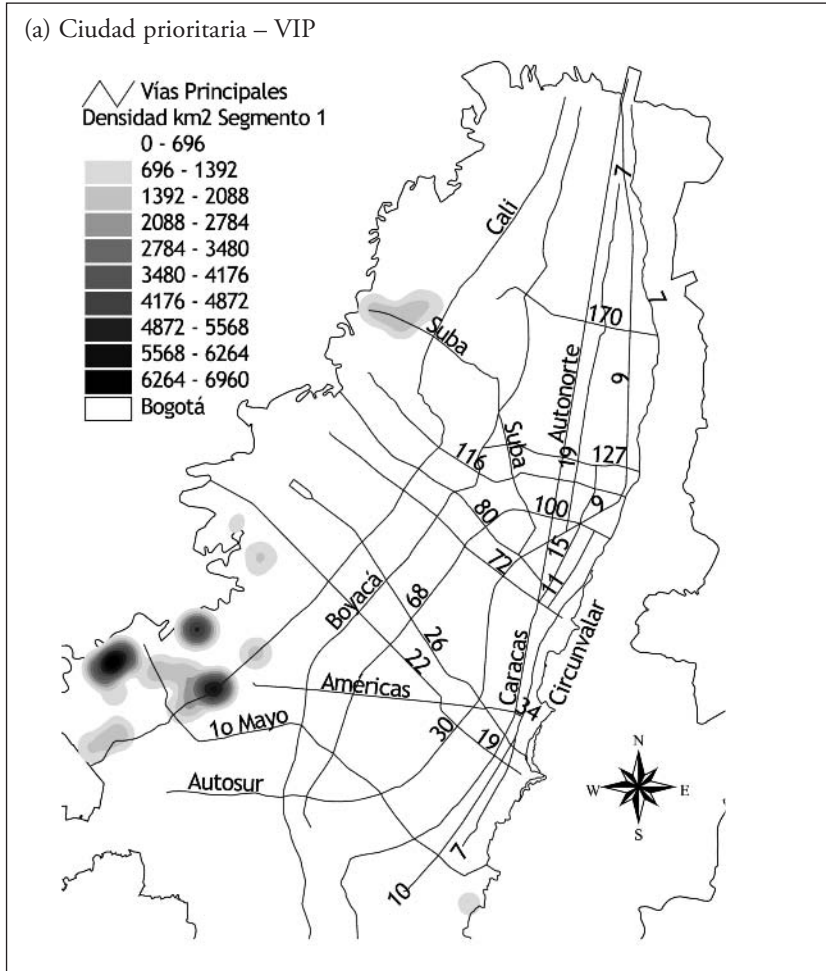 (a) Ciudad prioritaria – VIP
Vías Principales
Densidad km2 Segmento 1
0 - 696
696 - 1392
1392 - 2088
2088 - 2784
2784 - 3480
3480 - 4176
4176 - 4872
4872 - 5568
5568 - 6264
6264 - 6960
Bogotá
7
Cali
7
170
Suba
Autonorte
9
Suba
116
19
127
80
100
9
72
15
11
Boyacá
68
26
22
Caracas
Circunvalar
Américas
34
1o Mayo
30
19
Autosur
7
10
N
W
E
S